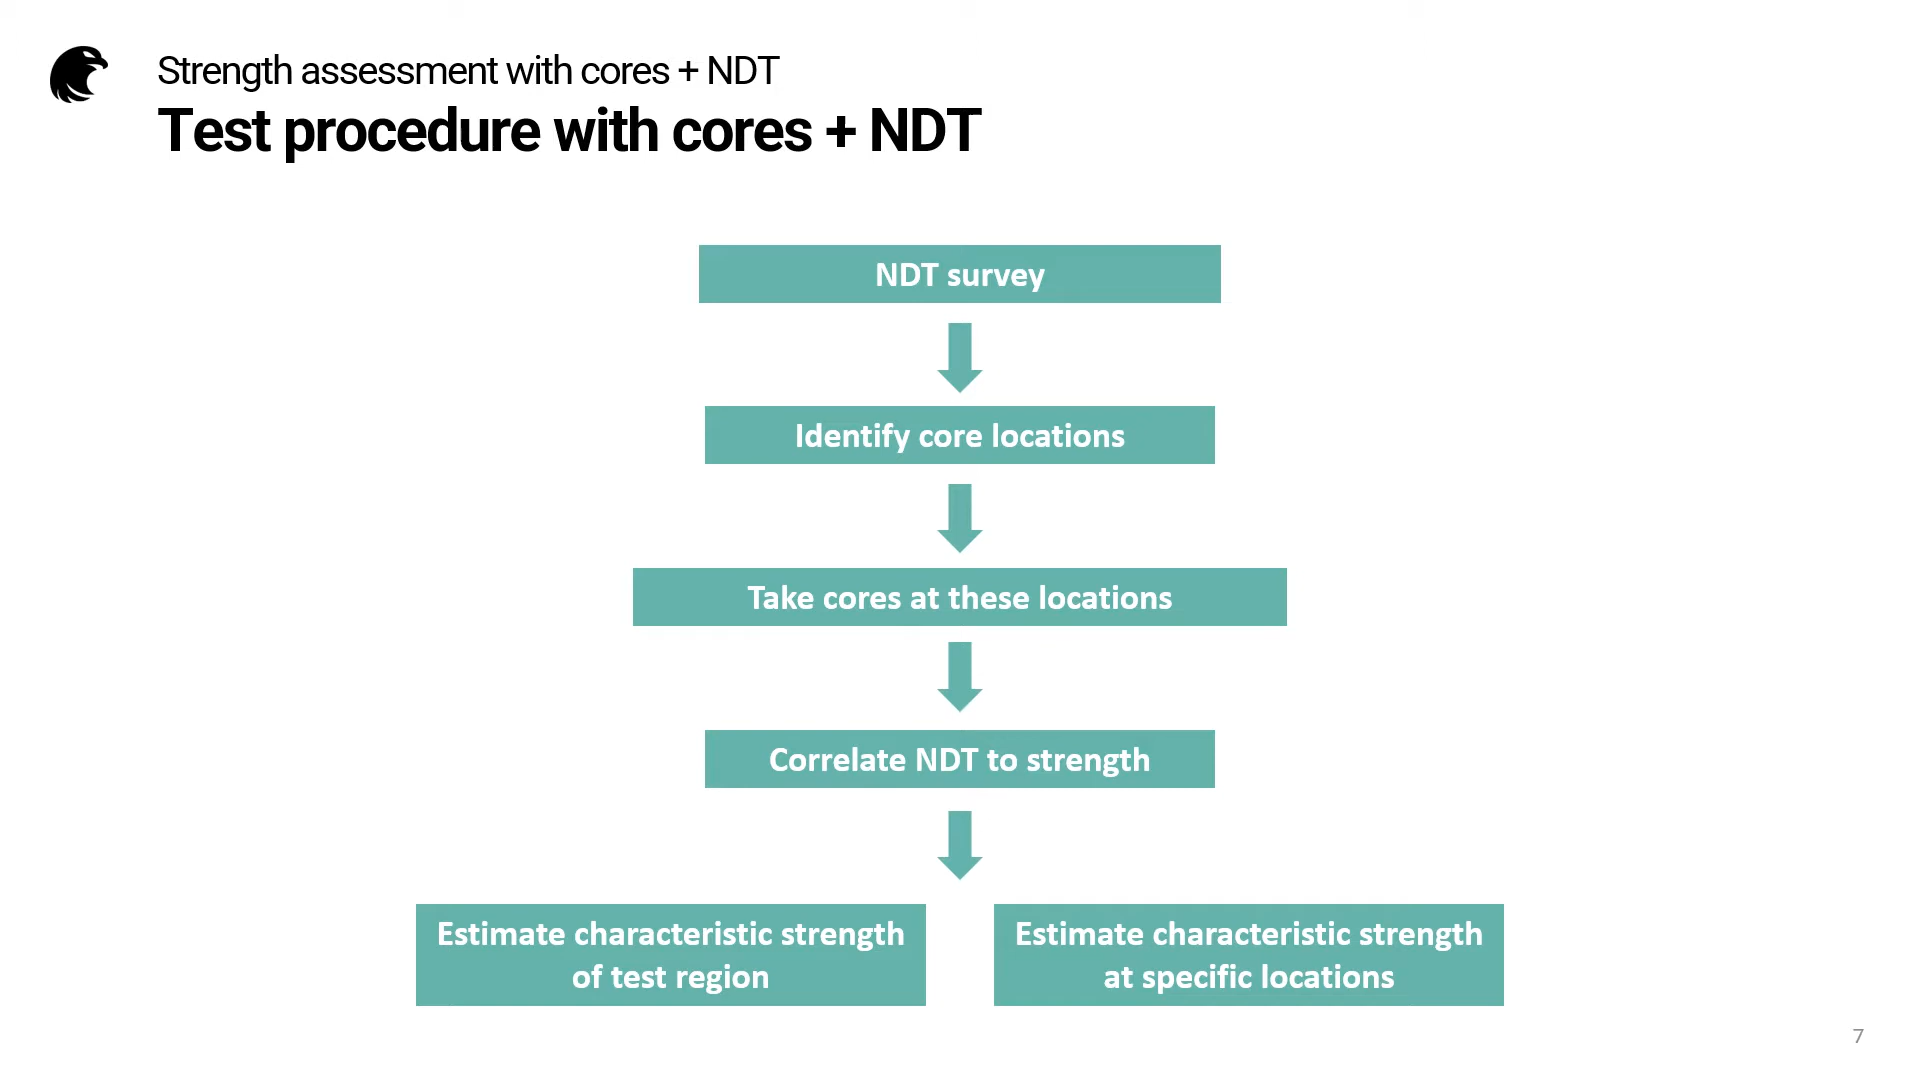 Strength assessment with cores + NDT
Test procedure with cores + NDT
NDT survey
Identify core locations
Take cores at these locations
Correlate NDT to strength
Estimate characteristic strength
of test region
Estimate characteristic strength
at specific locations
7